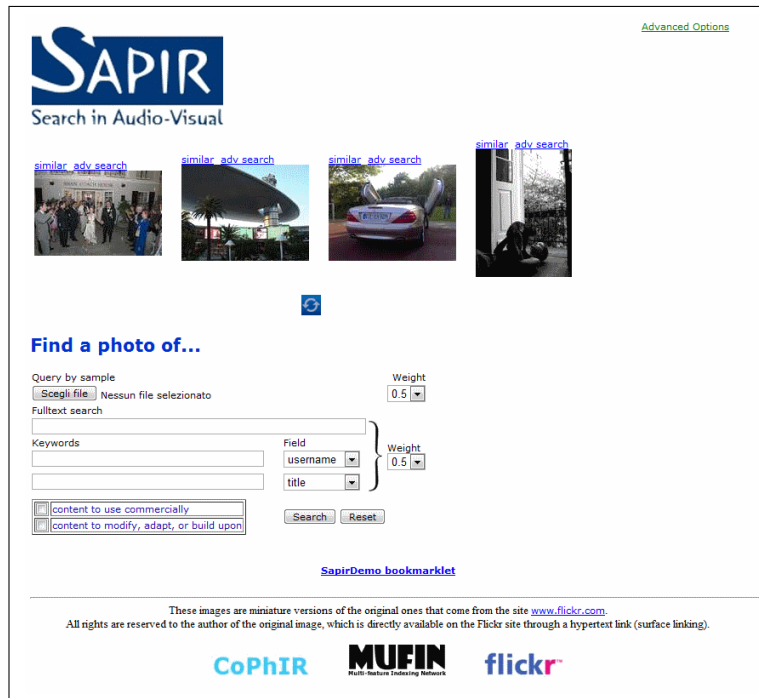 Advanced Options
SAPIR
Search in Audio-Visual
similar adv search
similar adv search
similar adv search
similar adv search
Find a photo of...
Query by sample
Weight
Scegli file Nessun file selezionato
0.5
Fulltext search
Keywords
Field
Weight
username
0.5
title
content to use commercially
content to modify, adapt, or build upon
Search Reset
SapirDemo bookmarklet
These images are miniature versions of the original ones that come from the site www.flickr.com.
All rights are reserved to the author of the original image, which is directly available on the Flickr site through a hypertext link (surface linking).
CoPhIR
MUFIN
Multi-feature Indexing Network
flickr